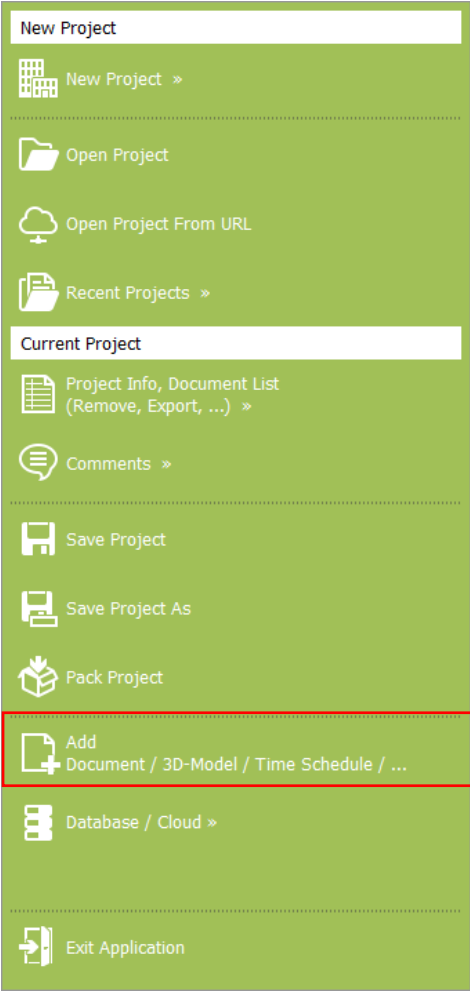 New Project
New Project »
Open Project
Open Project From URL
Recent Projects »
Current Project
Project Info, Document List
(Remove, Export, ...) »
Comments »
Save Project
Save Project As
Pack Project
Add
Document / 3D-Model / Time Schedule / ...
Database / Cloud »
Exit Application